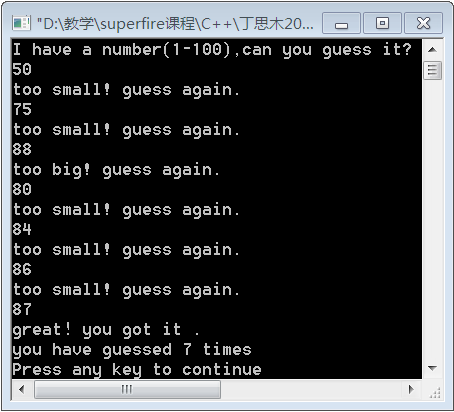 "D:\教学\superfire课程\C++\丁思木20...
I have a number(1-100),can you guess it?
50
too small! guess again.
75
too small! guess again.
88
too big! guess again.
80
too small! guess again.
84
too small! guess again.
86
too small! guess again.
87
great! you got it .
you have guessed 7 times
Press any key to continue